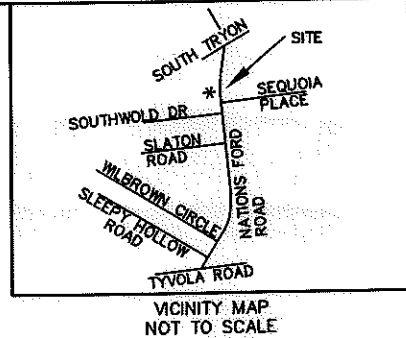 SOUTH TRYON
SITE
*
SEQUOIA
PLACE
SOUTHWOLD DR
SLATON
ROAD
NATIONS FORD
ROAD
WILBROWN CIRCLE
SLEEPY HOLLOW
ROAD
TYVOLA ROAD
VICINITY MAP
NOT TO SCALE